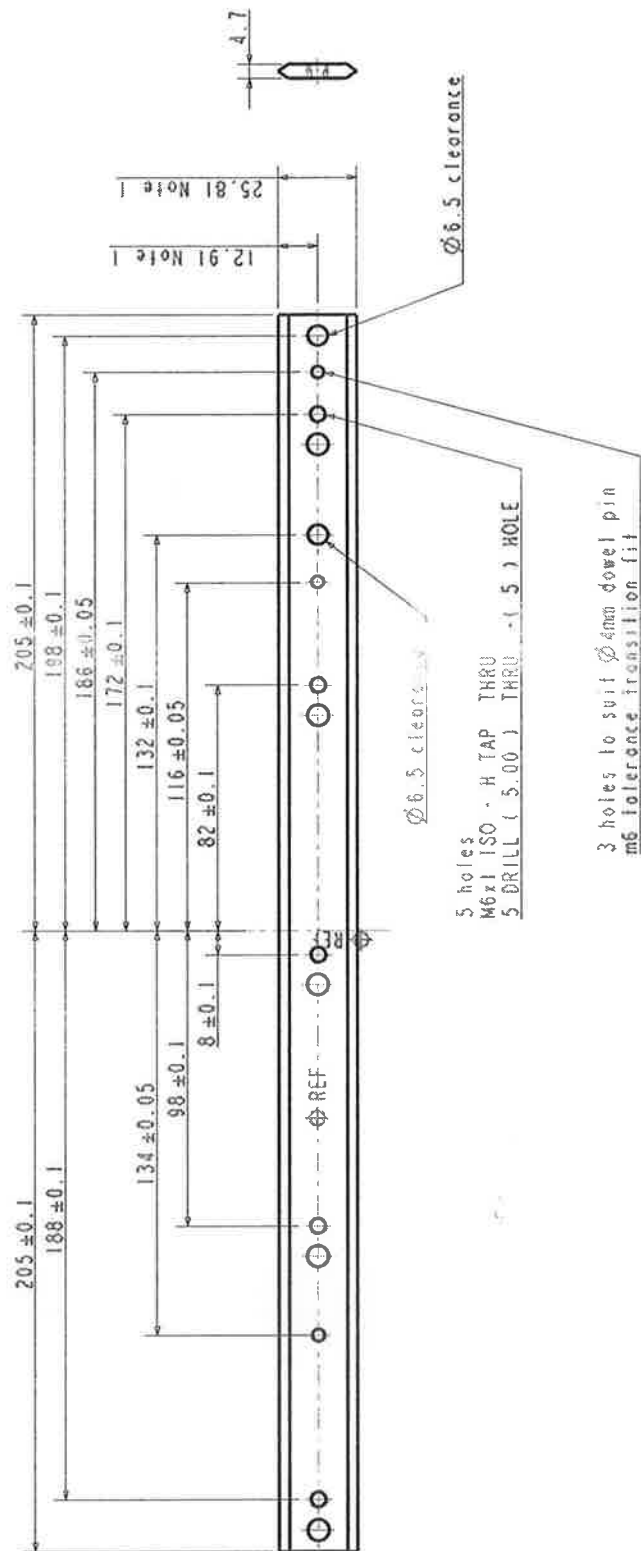 4.7
25.81 Note 1
12.91 Note 1
Ø6.5 clearance
205 ±0.1
198 ±0.1
186 ±0.05
172 ±0.1
132 ±0.1
116 ±0.05
82 ±0.1
205 ±0.1
188 ±0.1
134 ±0.05
98 ±0.1
8 ±0.1
REF
REF
Ø6.5
5 holes
M6x1 ISO - H TAP THRU
5 DRILL ( 5.00 ) THRU -( 5 ) HOLE
3 holes to suit Ø4mm dowel pin
m6 tolerance transition fit